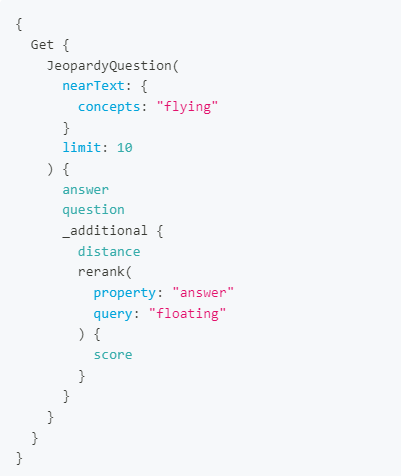 {
  Get {
    JeopardyQuestion(
      nearText: {
        concepts: "flying"
      }
      limit: 10
    ) {
      answer
      question
      _additional {
        distance
        rerank(
          property: "answer"
          query: "floating"
        ) {
          score
        }
      }
    }
  }
}